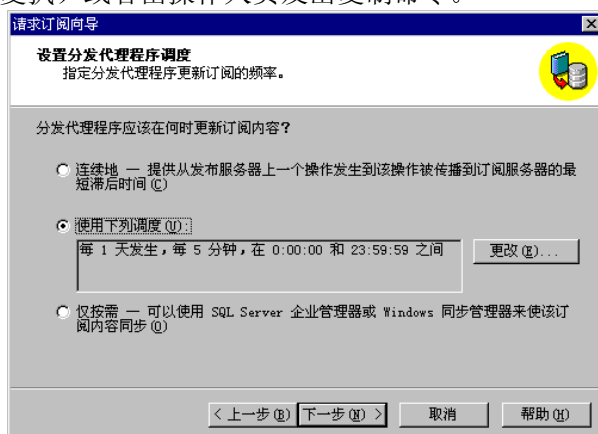 或者由操作人员发出复制命令。
请求订阅向导
设置分发代理程序调度
指定分发代理程序更新订阅的频率。
分发代理程序应该在何时更新订阅内容？
连续地 — 提供从发布服务器上一个操作发生到该操作被传播到订阅服务器的最
短滞后时间(C)
使用下列调度(U):
每 1 天发生，每 5 分钟，在 0:00:00 和 23:59:59 之间
更改(E)...
仅按需 — 可以使用 SQL Server 企业管理器或 Windows 同步管理器来使该订
阅内容同步(O)
< 上一步(B) 下一步(N) > 取消 帮助(H)